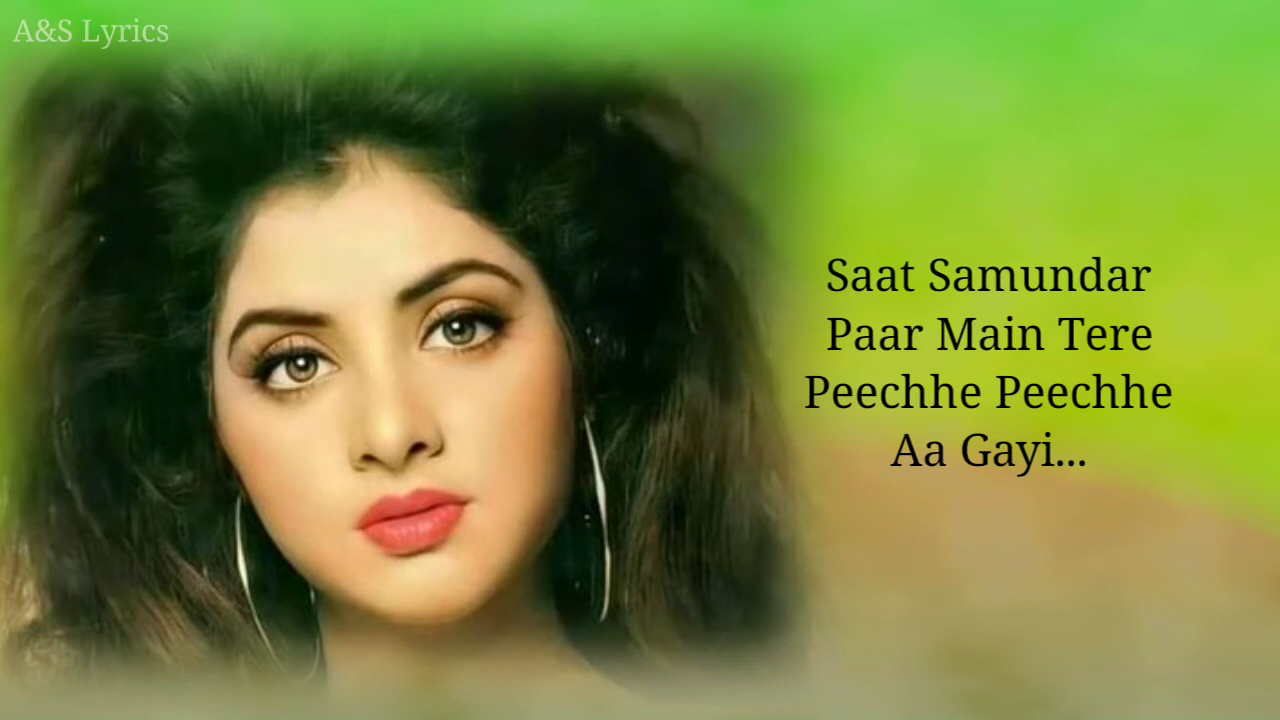 A&S Lyrics
Saat Samundar
Paar Main Tere
Peechhe Peechhe
Aa Gayi...